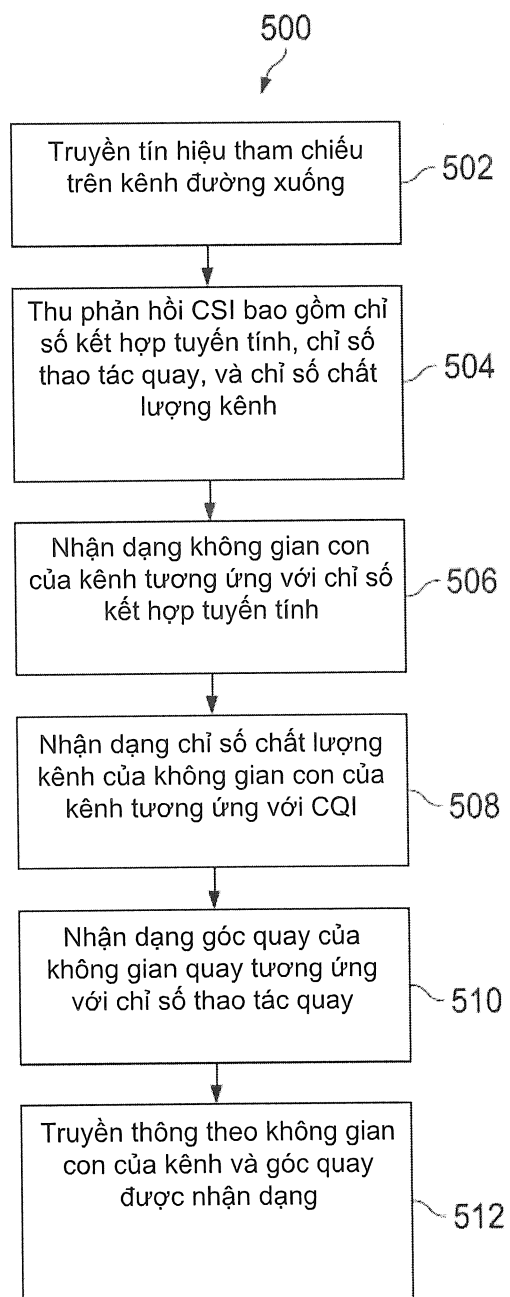 500
Truyền tín hiệu tham chiếu
trên kênh đường xuống
502
Thu phản hồi CSI bao gồm chỉ
số kết hợp tuyến tính, chỉ số
thao tác quay, và chỉ số chất
lượng kênh
504
Nhận dạng không gian con
của kênh tương ứng với chỉ số
kết hợp tuyến tính
506
Nhận dạng chỉ số chất lượng
kênh của không gian con của
kênh tương ứng với CQI
508
Nhận dạng góc quay của
không gian quay tương ứng
với chỉ số thao tác quay
510
Truyền thông theo không gian
con của kênh và góc quay
được nhận dạng
512